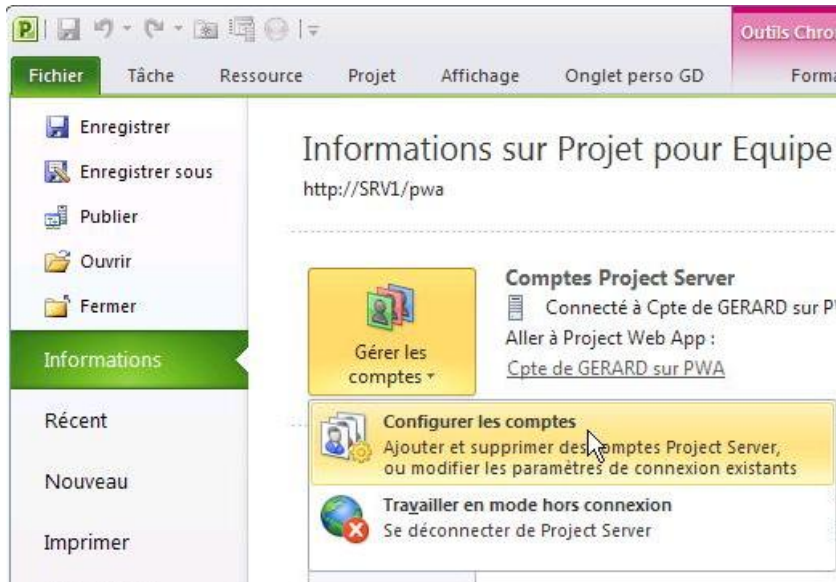 Outils Chro
Fichier Tâche Ressource Projet Affichage Onglet perso GD Forma
Enregistrer
Enregistrer sous
Publier
Ouvrir
Fermer
Informations
Récent
Nouveau
Imprimer
Informations sur Projet pour Equipe
http://SRV1/pwa
Gérer les
comptes
Comptes Project Server
Connecté à Cpte de GERARD sur P
Aller à Project Web App :
Cpte de GERARD sur PWA
Configurer les comptes
Ajouter et supprimer des comptes Project Server,
ou modifier les paramètres de connexion existants
Travailler en mode hors connexion
Se déconnecter de Project Server